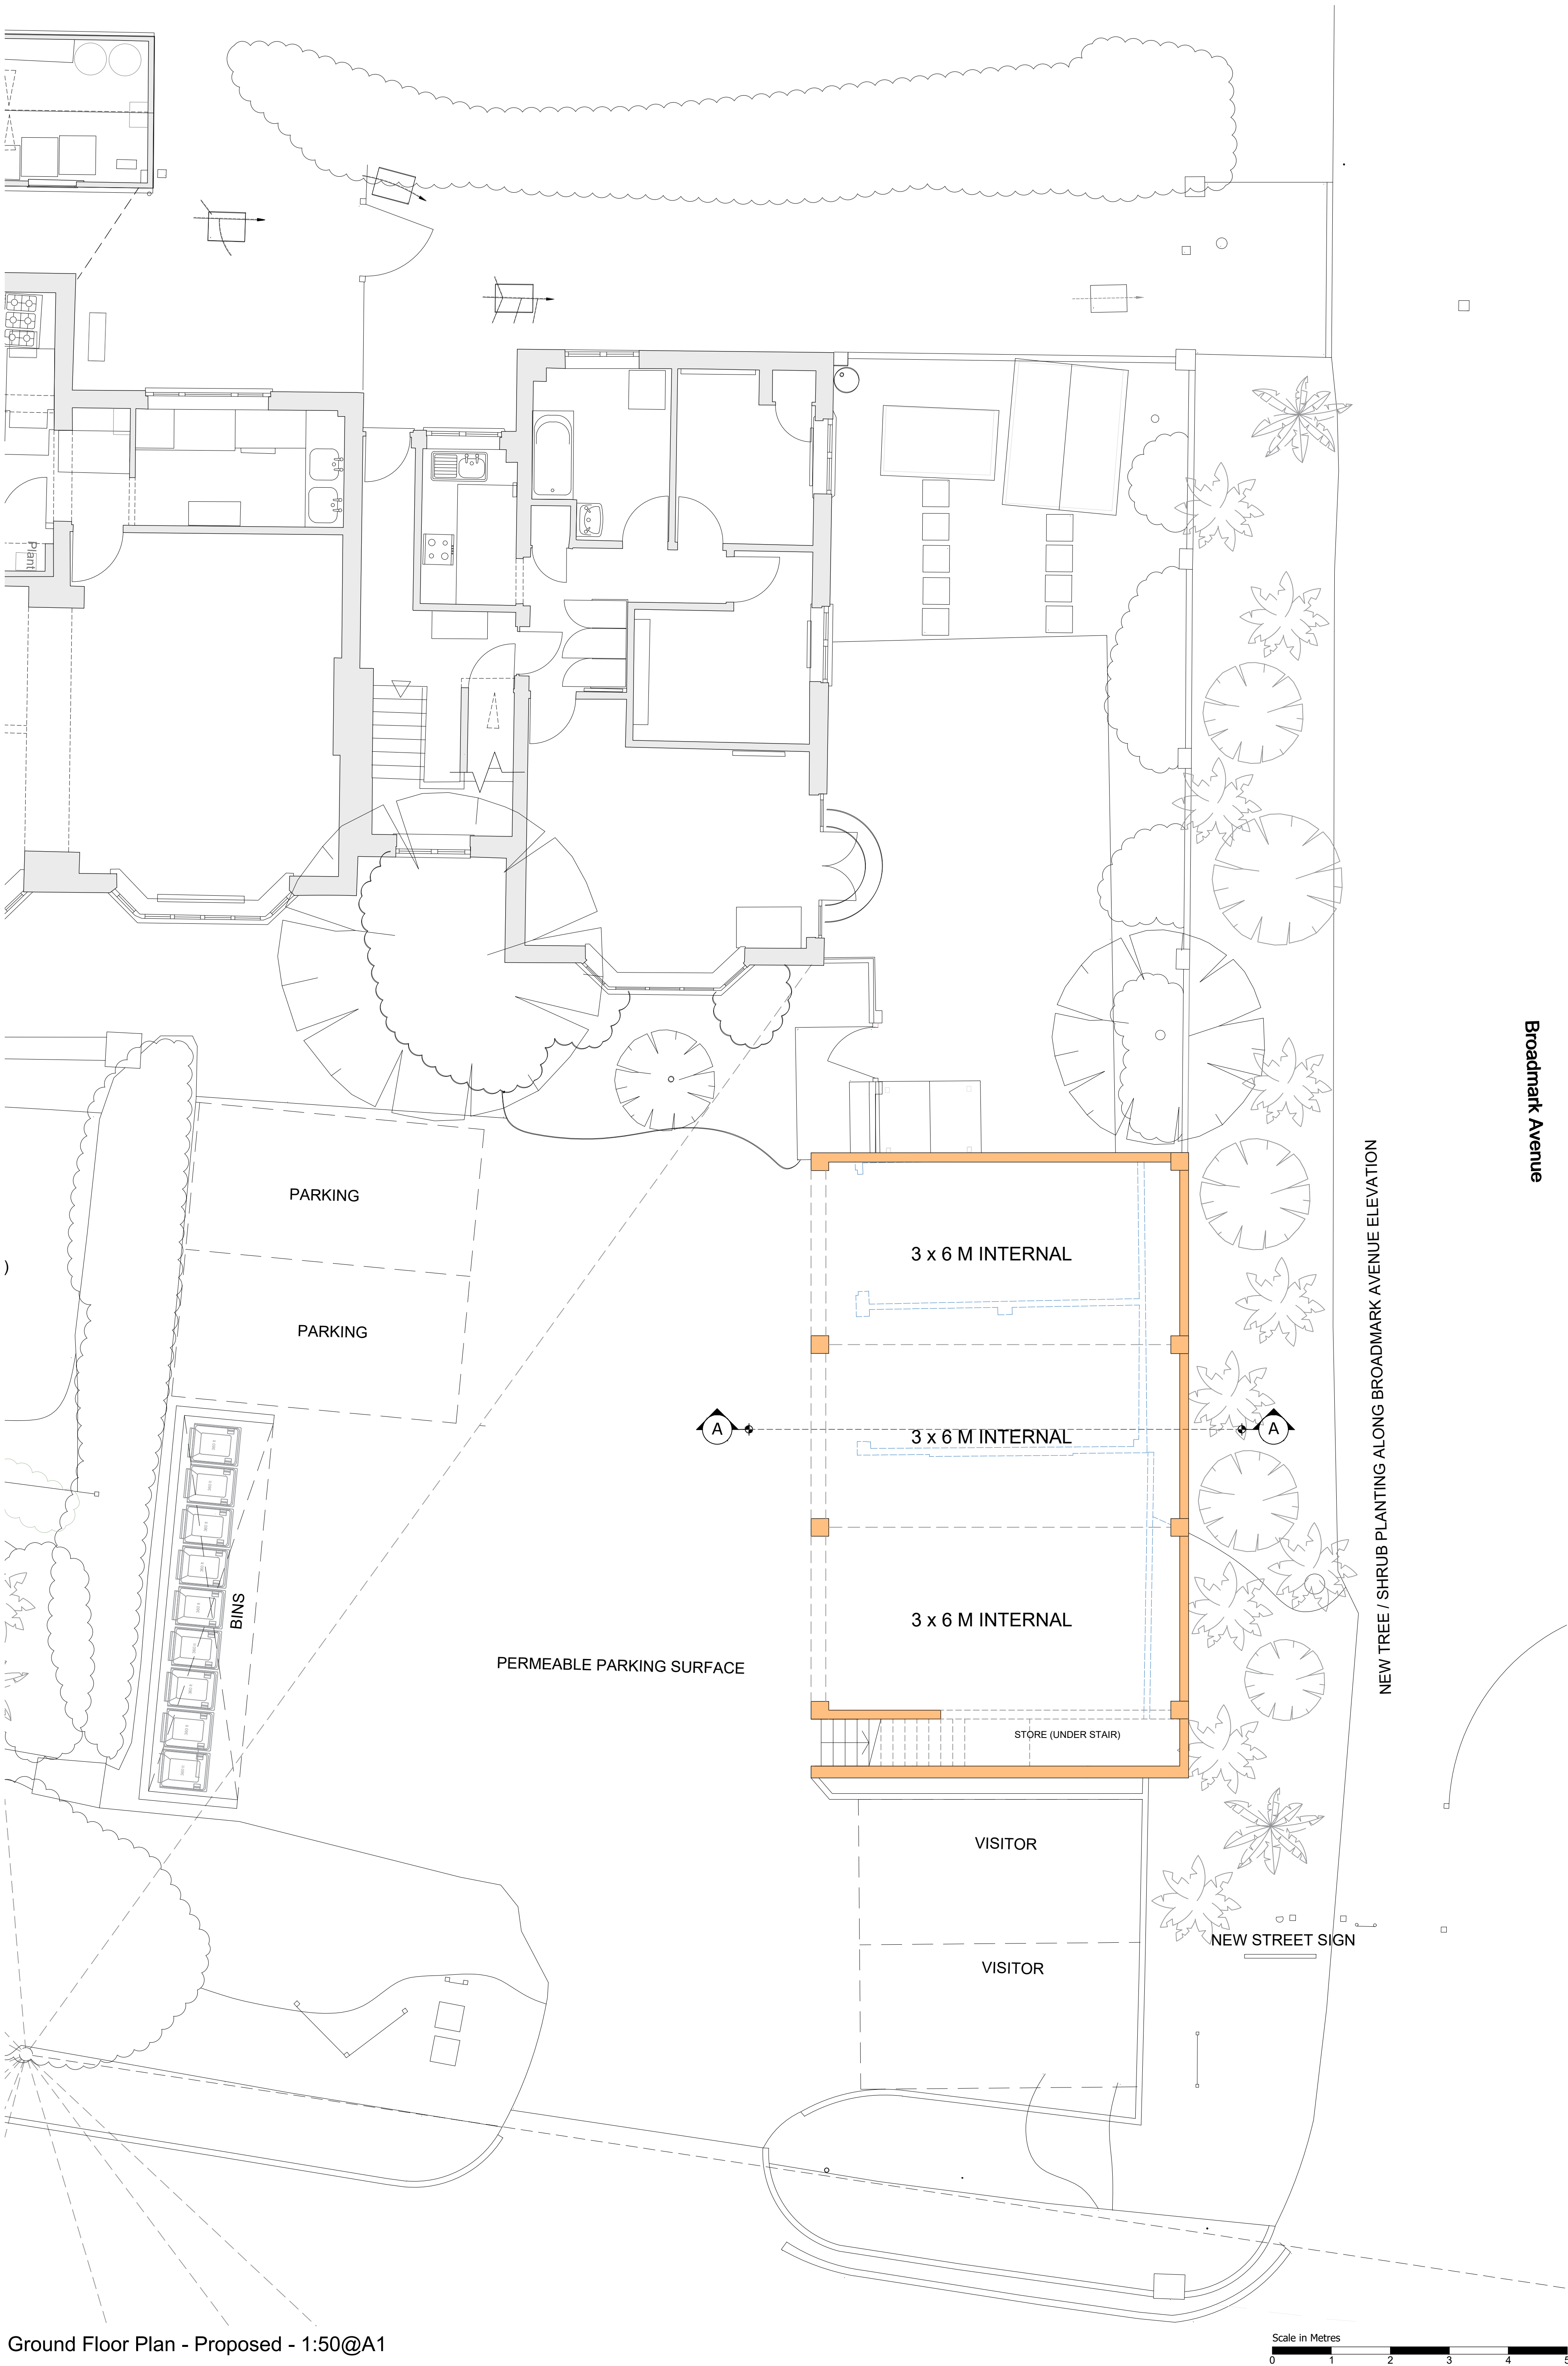 Plant
Broadmark Avenue
PARKING
PARKING
)
3 x 6 M INTERNAL
3 x 6 M INTERNAL
3 x 6 M INTERNAL
A
A
NEW TREE / SHRUB PLANTING ALONG BROADMARK AVENUE ELEVATION
BINS
PERMEABLE PARKING SURFACE
STORE (UNDER STAIR)
VISITOR
VISITOR
NEW STREET SIGN
Ground Floor Plan - Proposed - 1:50@A1
Scale in Metres
0 1 2 3 4 5